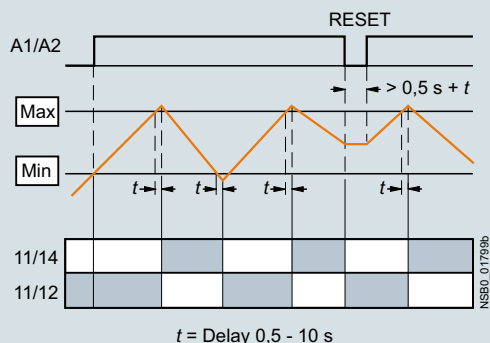 RESET
A1/A2
> 0,5 s + t
Max
Min
t t t t
11/14
11/12
NSB0_01799b
t = Delay 0,5 - 10 s